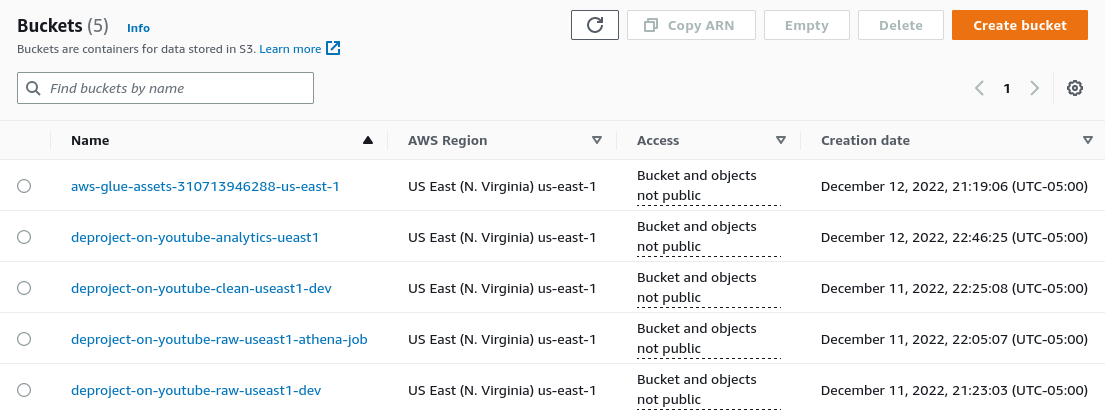 Buckets (5) Info
Copy ARN Empty Delete Create bucket
Buckets are containers for data stored in S3. Learn more
Find buckets by name
1
Name AWS Region Access Creation date
aws-glue-assets-310713946288-us-east-1 US East (N. Virginia) us-east-1 Bucket and objects not public December 12, 2022, 21:19:06 (UTC-05:00)
deproject-on-youtube-analytics-ueast1 US East (N. Virginia) us-east-1 Bucket and objects not public December 12, 2022, 22:46:25 (UTC-05:00)
deproject-on-youtube-clean-useast1-dev US East (N. Virginia) us-east-1 Bucket and objects not public December 11, 2022, 22:25:08 (UTC-05:00)
deproject-on-youtube-raw-useast1-athena-job US East (N. Virginia) us-east-1 Bucket and objects not public December 11, 2022, 22:05:07 (UTC-05:00)
deproject-on-youtube-raw-useast1-dev US East (N. Virginia) us-east-1 Bucket and objects not public December 11, 2022, 21:23:03 (UTC-05:00)